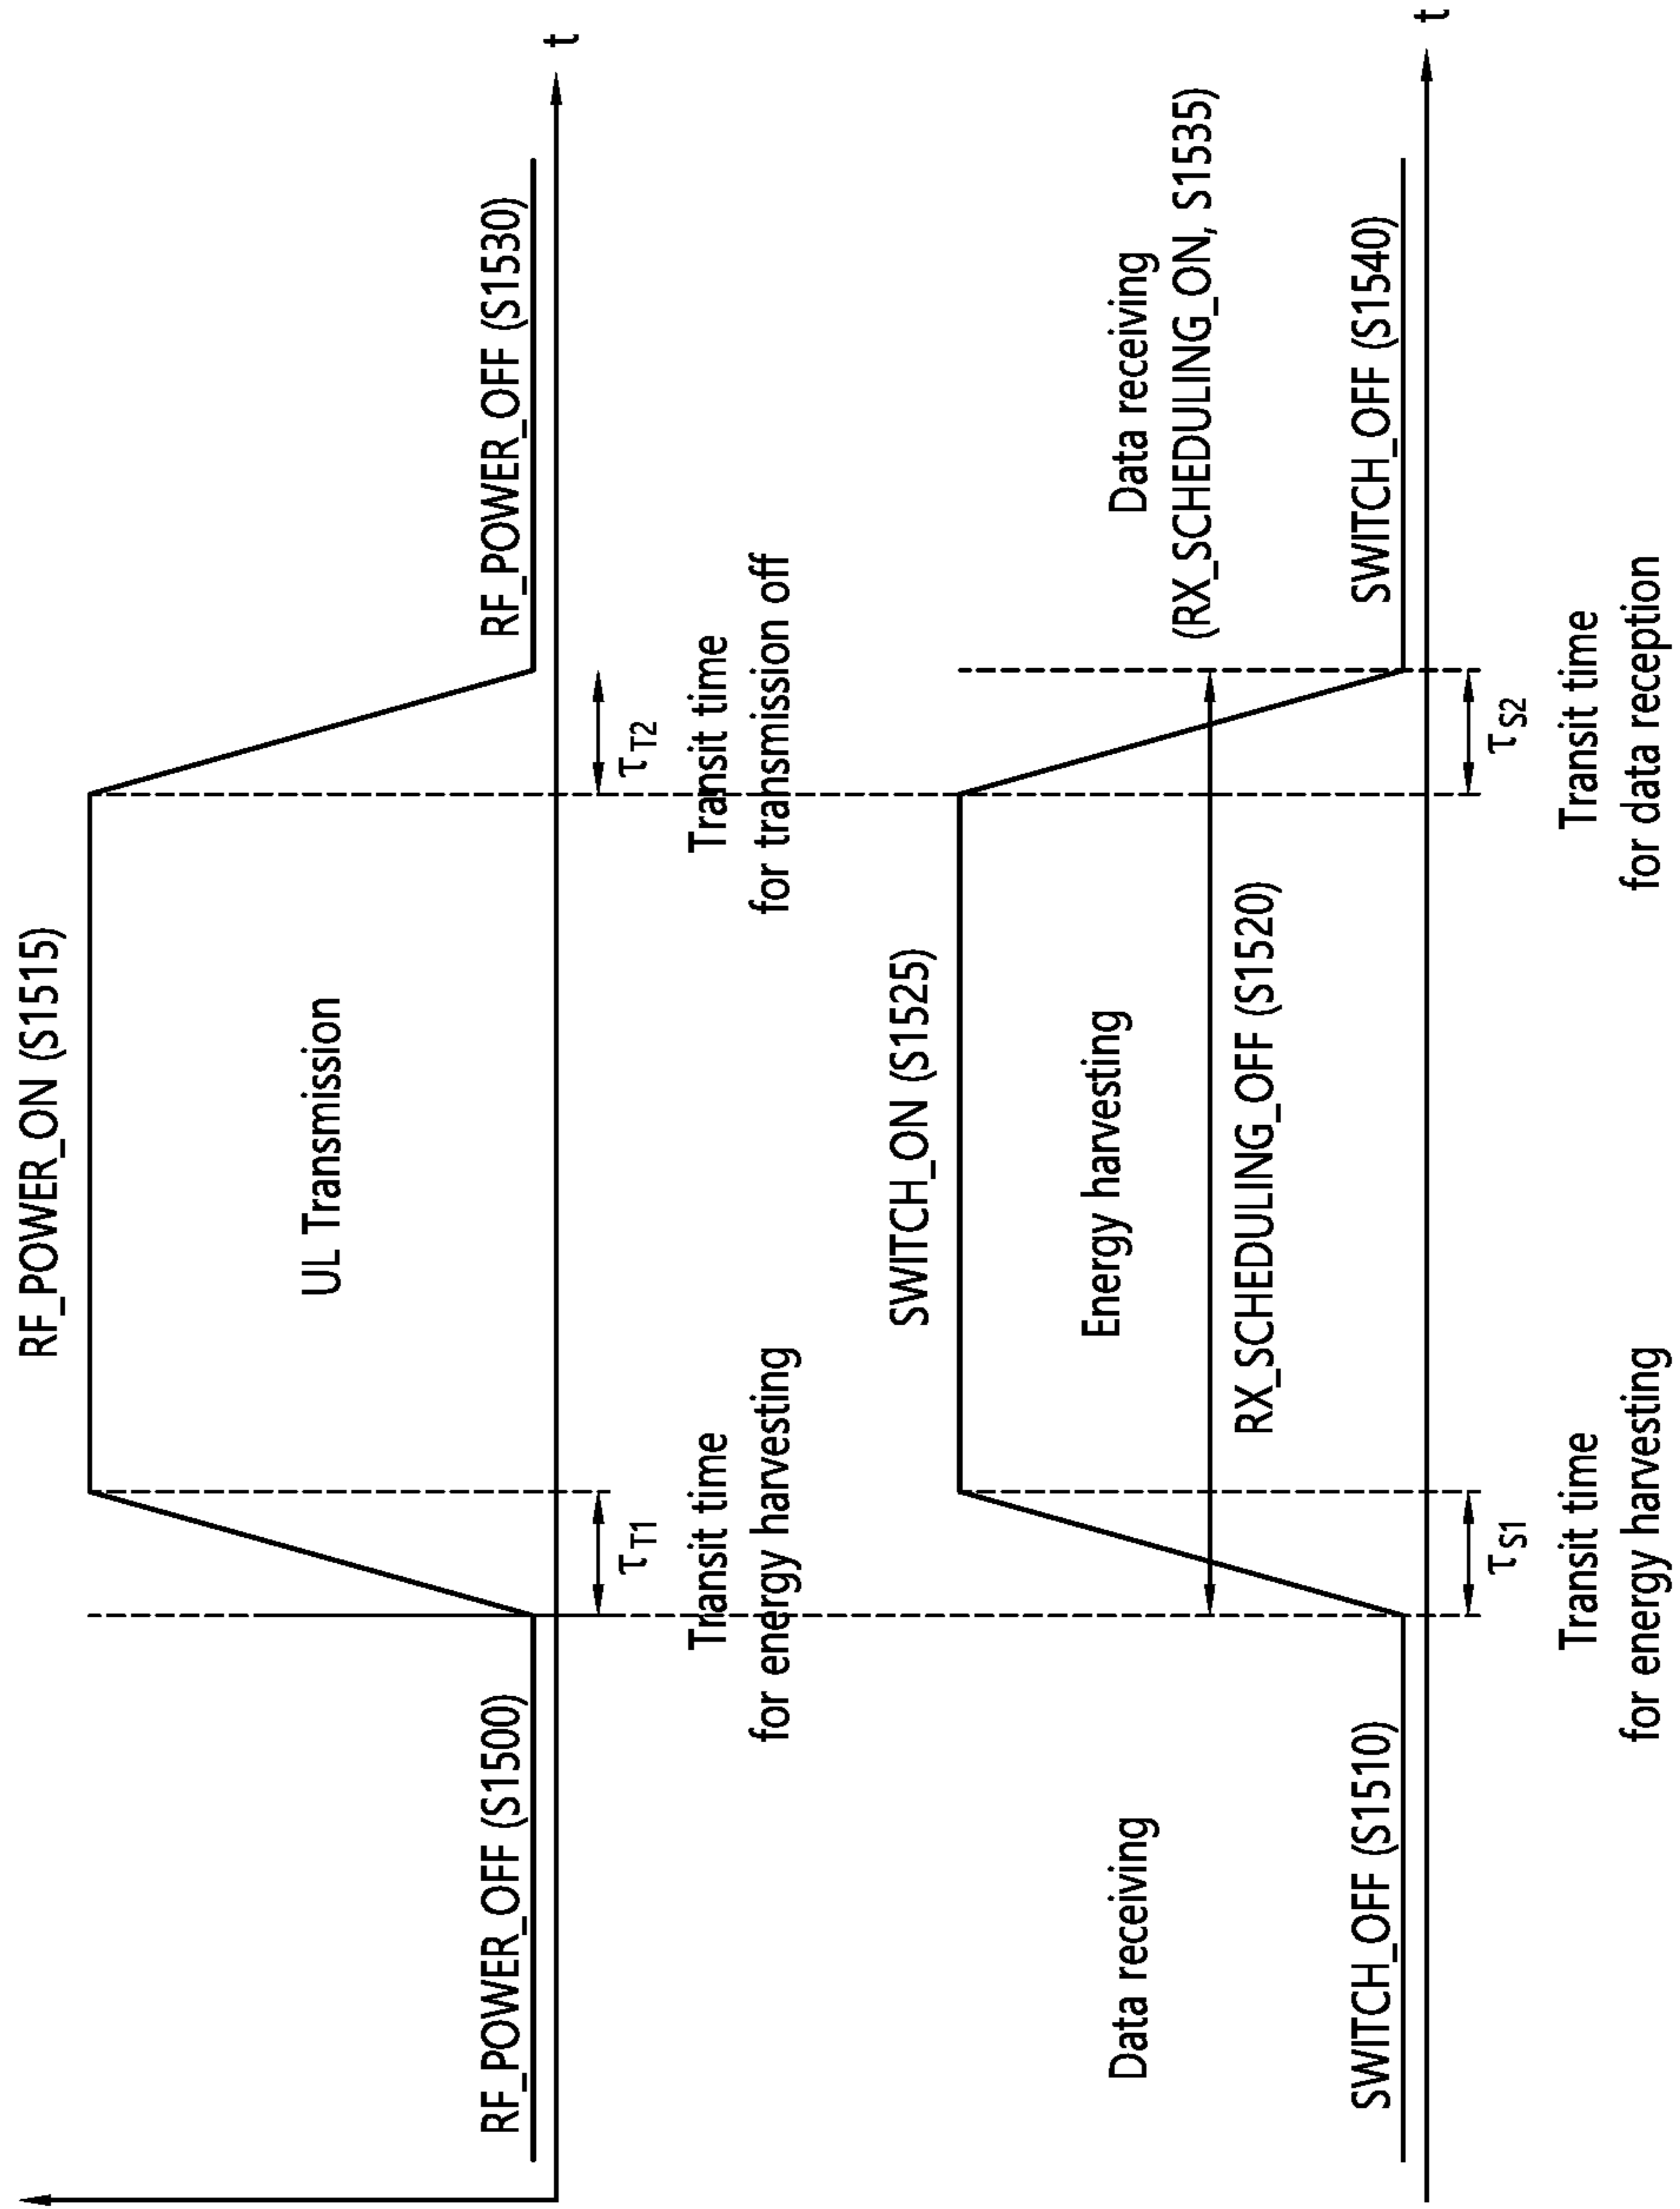 RF_POWER_ON (S1515)
UL Transmission
RF_POWER_OFF (S1500)
RF_POWER_OFF (S1530)
t
τT1
τT2
Transit time
for energy harvesting
Transit time
for transmission off
SWITCH_ON (S1525)
Data receiving
Energy harvesting
Data receiving
(RX_SCHEDULING_ON, S1535)
RX_SCHEDULING_OFF (S1520)
SWITCH_OFF (S1510)
SWITCH_OFF (S1540)
t
τS1
τS2
Transit time
for energy harvesting
Transit time
for data reception